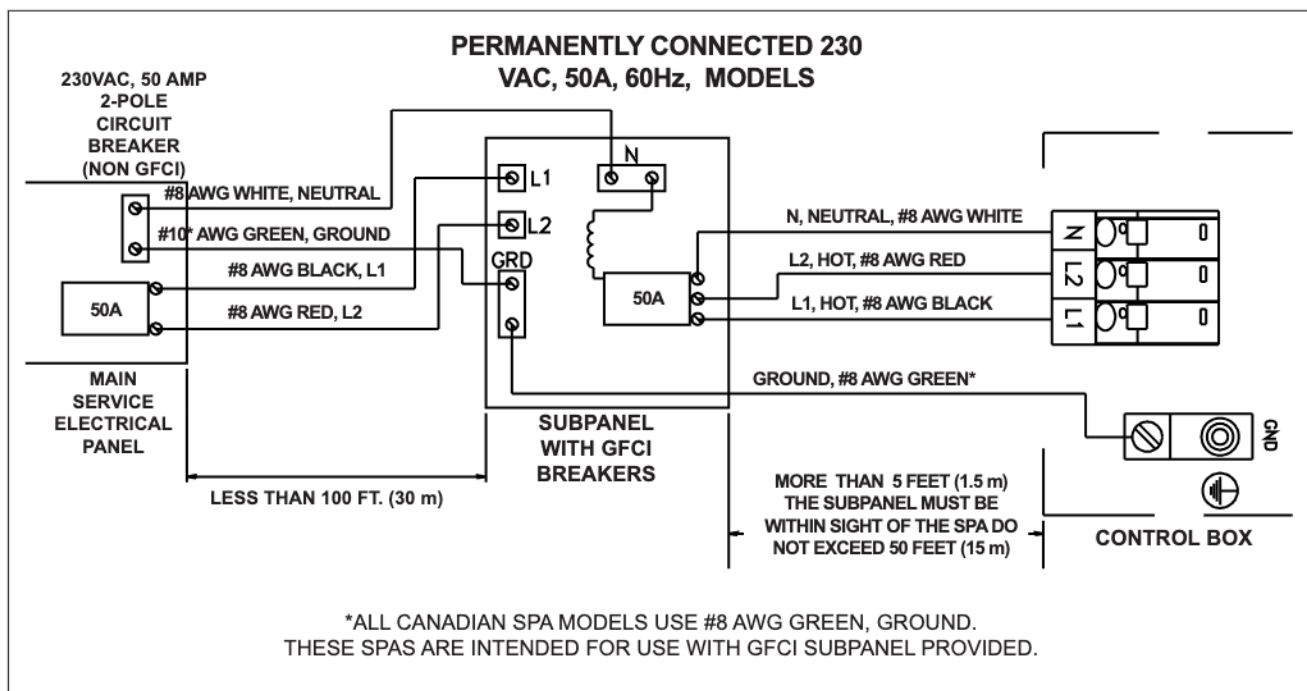 PERMANENTLY CONNECTED 230
VAC, 50A, 60Hz, MODELS
230VAC, 50 AMP
2-POLE
CIRCUIT
BREAKER
(NON GFCI)
#8 AWG WHITE, NEUTRAL
#10* AWG GREEN, GROUND
#8 AWG BLACK, L1
#8 AWG RED, L2
50A
MAIN
SERVICE
ELECTRICAL
PANEL
LESS THAN 100 FT. (30 m)
L1
L2
GRD
N
50A
SUBPANEL
WITH GFCI
BREAKERS
N, NEUTRAL, #8 AWG WHITE
L2, HOT, #8 AWG RED
L1, HOT, #8 AWG BLACK
GROUND, #8 AWG GREEN*
N
L2
L1
GND
MORE THAN 5 FEET (1.5 m)
THE SUBPANEL MUST BE
WITHIN SIGHT OF THE SPA DO
NOT EXCEED 50 FEET (15 m)
CONTROL BOX
*ALL CANADIAN SPA MODELS USE #8 AWG GREEN, GROUND.
THESE SPAS ARE INTENDED FOR USE WITH GFCI SUBPANEL PROVIDED.